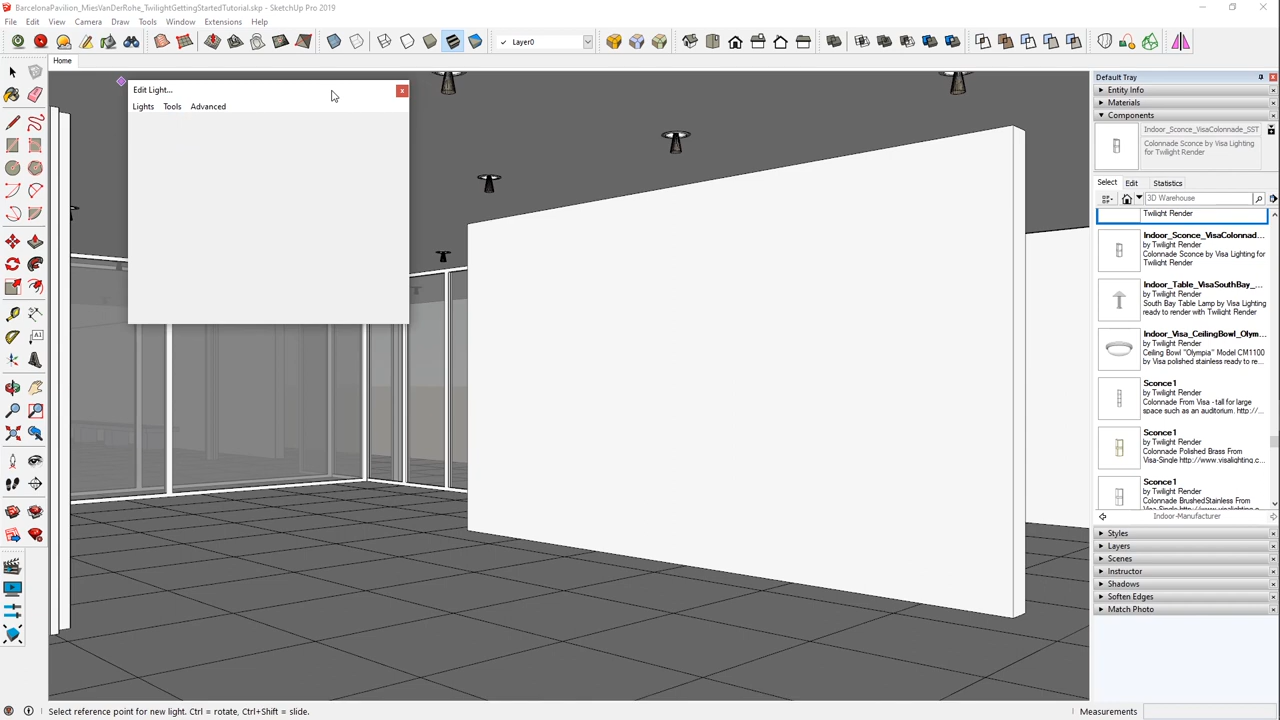 BarcelonaPavilion_MiesVanDerRohe_TwilightGettingStartedTutorial.skp - SketchUp Pro 2019
File Edit View Camera Draw Tools Window Extensions Help
Layer0
Home
Edit Light...
Lights Tools Advanced
Default Tray
Entity Info
Materials
Components
Indoor_Sconce_VisaColonnade_SST
Colonnade Sconce by Visa Lighting
for Twilight Render
Select Edit Statistics
3D Warehouse
Twilight Render
Indoor_Sconce_VisaColonnad...
by Twilight Render
Colonade Sconce by Visa Lighting for
Twilight Render
Indoor_Table_VisaSouthBay_...
by Twilight Render
South Bay Table Lamp by Visa Lighting
ready to render with Twilight Render
Indoor_Visa_CeilingBowl_Olym...
by Twilight Render
Ceiling Bowl "Olympia" Model CM1100
by Visa polished stainless ready to re...
Sconce1
by Twilight Render
Colonnade From Visa - tall for large
space such as an auditorium. http:/...
Sconce1
by Twilight Render
Colonnade Polished Brass From
Visa-Single http://www.visalighting.c...
Sconce1
by Twilight Render
Colonnade BrushedStainless From
Visa-Single http://www.visalighting.c...
Indoor-Manufacturer
Styles
Layers
Scenes
Instructor
Shadows
Soften Edges
Match Photo
Select reference point for new light. Ctrl = rotate, Ctrl+Shift = slide.
Measurements